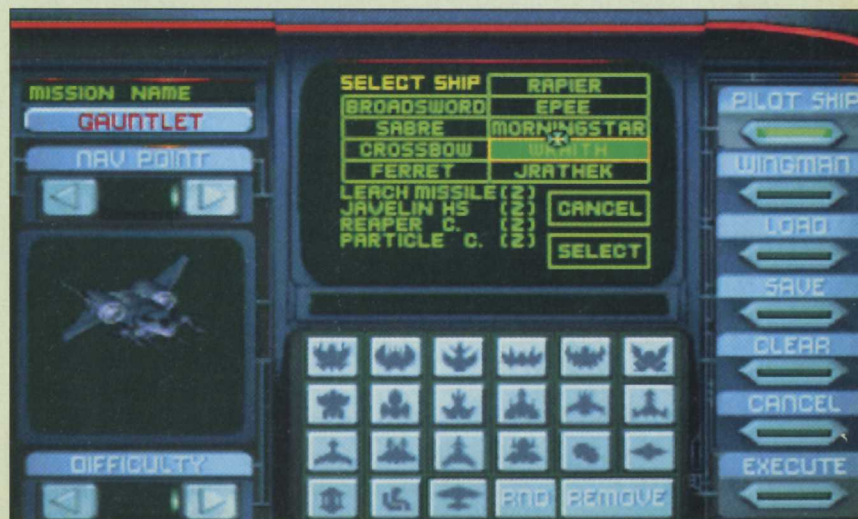 MISSION NAME
GAUNTLET
NAV POINT
DIFFICULTY
SELECT SHIP
RAPIER
BROADSWORD
EPEE
SABRE
MORNINGSTAR
CROSSBOW
WRAITH
FERRET
JRATHEK
LEACH MISSILE(2)
JAVELIN HS (2)
REAPER C. (2)
PARTICLE C. (2)
CANCEL
SELECT
RND REMOVE
PILOT SHIP
WINGMAN
LOAD
SAVE
CLEAR
CANCEL
EXECUTE